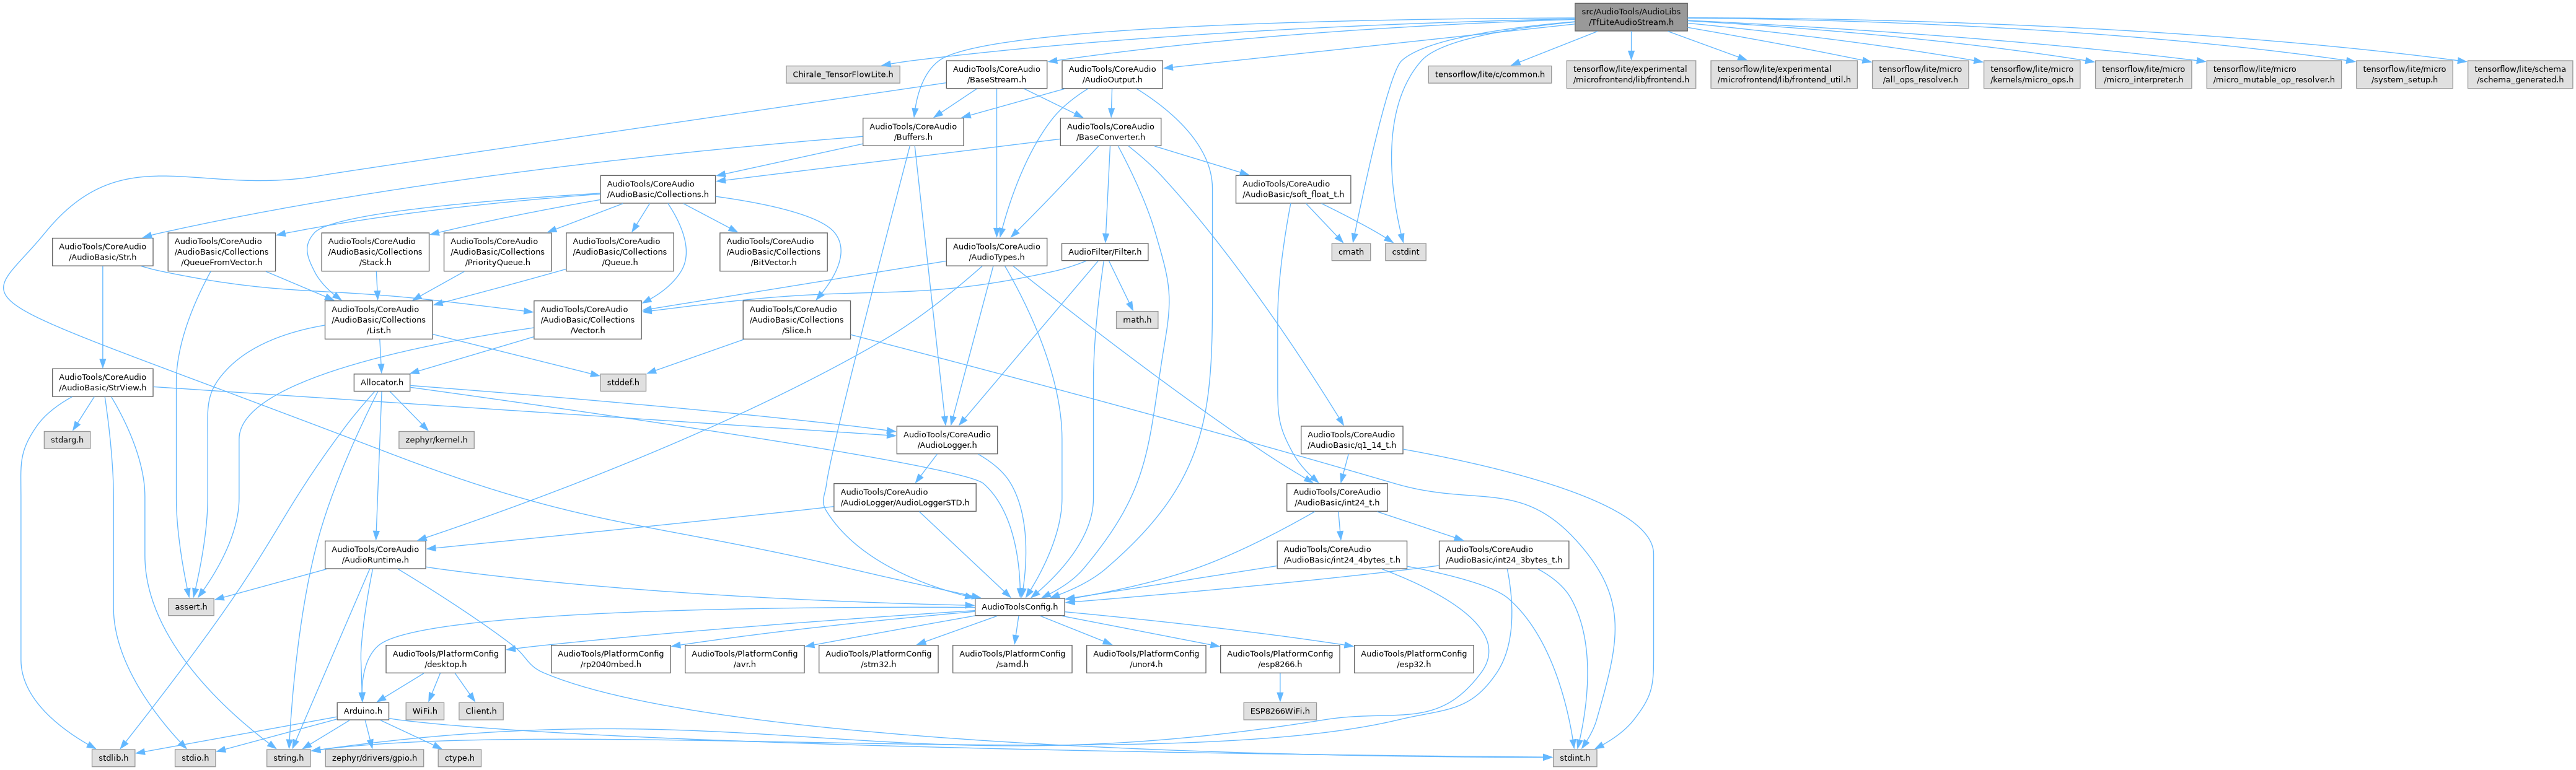 src/AudioTools/AudioLibs
/TfLiteAudioStream.h
Chirale_TensorFlowLite.h
AudioTools/CoreAudio
/BaseStream.h
AudioTools/CoreAudio
/AudioOutput.h
tensorflow/lite/c/common.h
tensorflow/lite/experimental
/microfrontend/lib/frontend.h
tensorflow/lite/experimental
/microfrontend/lib/frontend_util.h
tensorflow/lite/micro
/all_ops_resolver.h
tensorflow/lite/micro
/kernels/micro_ops.h
tensorflow/lite/micro
/micro_interpreter.h
tensorflow/lite/micro
/micro_mutable_op_resolver.h
tensorflow/lite/micro
/system_setup.h
tensorflow/lite/schema
/schema_generated.h
AudioTools/CoreAudio
/Buffers.h
AudioTools/CoreAudio
/BaseConverter.h
AudioTools/CoreAudio
/AudioBasic/Collections.h
AudioTools/CoreAudio
/AudioBasic/soft_float_t.h
AudioTools/CoreAudio
/AudioBasic/Str.h
AudioTools/CoreAudio
/AudioBasic/Collections
/QueueFromVector.h
AudioTools/CoreAudio
/AudioBasic/Collections
/Stack.h
AudioTools/CoreAudio
/AudioBasic/Collections
/PriorityQueue.h
AudioTools/CoreAudio
/AudioBasic/Collections
/Queue.h
AudioTools/CoreAudio
/AudioBasic/Collections
/BitVector.h
AudioTools/CoreAudio
/AudioTypes.h
AudioFilter/Filter.h
cmath
cstdint
AudioTools/CoreAudio
/AudioBasic/Collections
/List.h
AudioTools/CoreAudio
/AudioBasic/Collections
/Vector.h
AudioTools/CoreAudio
/AudioBasic/Collections
/Slice.h
math.h
AudioTools/CoreAudio
/AudioBasic/StrView.h
Allocator.h
stddef.h
stdarg.h
zephyr/kernel.h
AudioTools/CoreAudio
/AudioLogger.h
AudioTools/CoreAudio
/AudioBasic/q1_14_t.h
AudioTools/CoreAudio
/AudioLogger/AudioLoggerSTD.h
AudioTools/CoreAudio
/AudioBasic/int24_t.h
AudioTools/CoreAudio
/AudioRuntime.h
AudioTools/CoreAudio
/AudioBasic/int24_4bytes_t.h
AudioTools/CoreAudio
/AudioBasic/int24_3bytes_t.h
assert.h
AudioToolsConfig.h
AudioTools/PlatformConfig
/desktop.h
AudioTools/PlatformConfig
/rp2040mbed.h
AudioTools/PlatformConfig
/avr.h
AudioTools/PlatformConfig
/stm32.h
AudioTools/PlatformConfig
/samd.h
AudioTools/PlatformConfig
/unor4.h
AudioTools/PlatformConfig
/esp8266.h
AudioTools/PlatformConfig
/esp32.h
Arduino.h
WiFi.h
Client.h
ESP8266WiFi.h
stdlib.h
stdio.h
string.h
zephyr/drivers/gpio.h
ctype.h
stdint.h